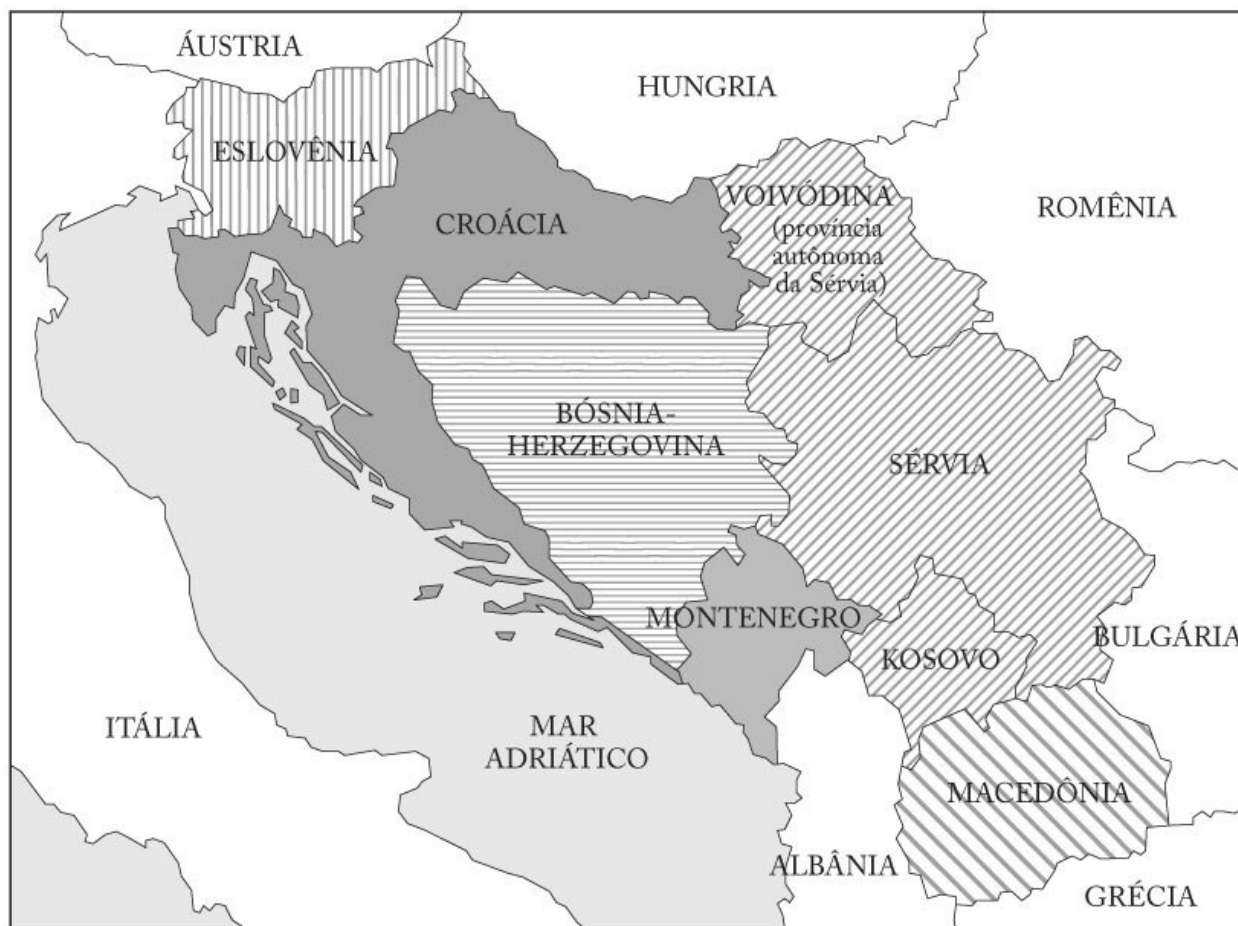 ÁUSTRIA
HUNGRIA
ESLOVÊNIA
VOIVÓDINA
(província
autônoma
da Sérvia)
ROMÊNIA
CROÁCIA
BÓSNIA-
HERZEGOVINA
SÉRVIA
MONTENEGRO
KOSOVO
BULGÁRIA
ITÁLIA
MAR
ADRIÁTICO
MACEDÔNIA
ALBÂNIA
GRÉCIA